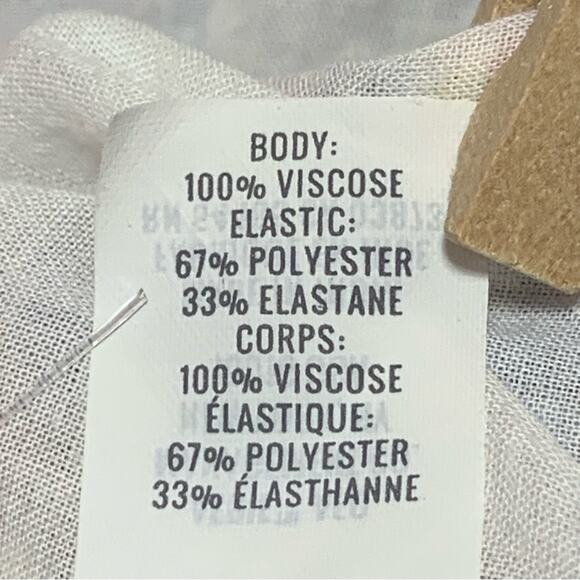 BODY:
100% VISCOSE
ELASTIC:
67% POLYESTER
33% ELASTANE
CORPS:
100% VISCOSE
ÉLASTIQUE:
67% POLYESTER
33% ÉLASTHANNE